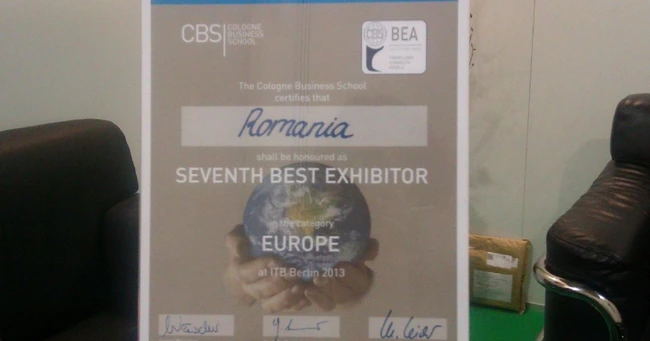 CBS
COLOGNE
BUSINESS
SCHOOL
CBS
BEA
The Cologne Business School
certifies that
Romania
shall be honoured as
SEVENTH BEST EXHIBITOR
in the category
EUROPE
at ITB Berlin 2013